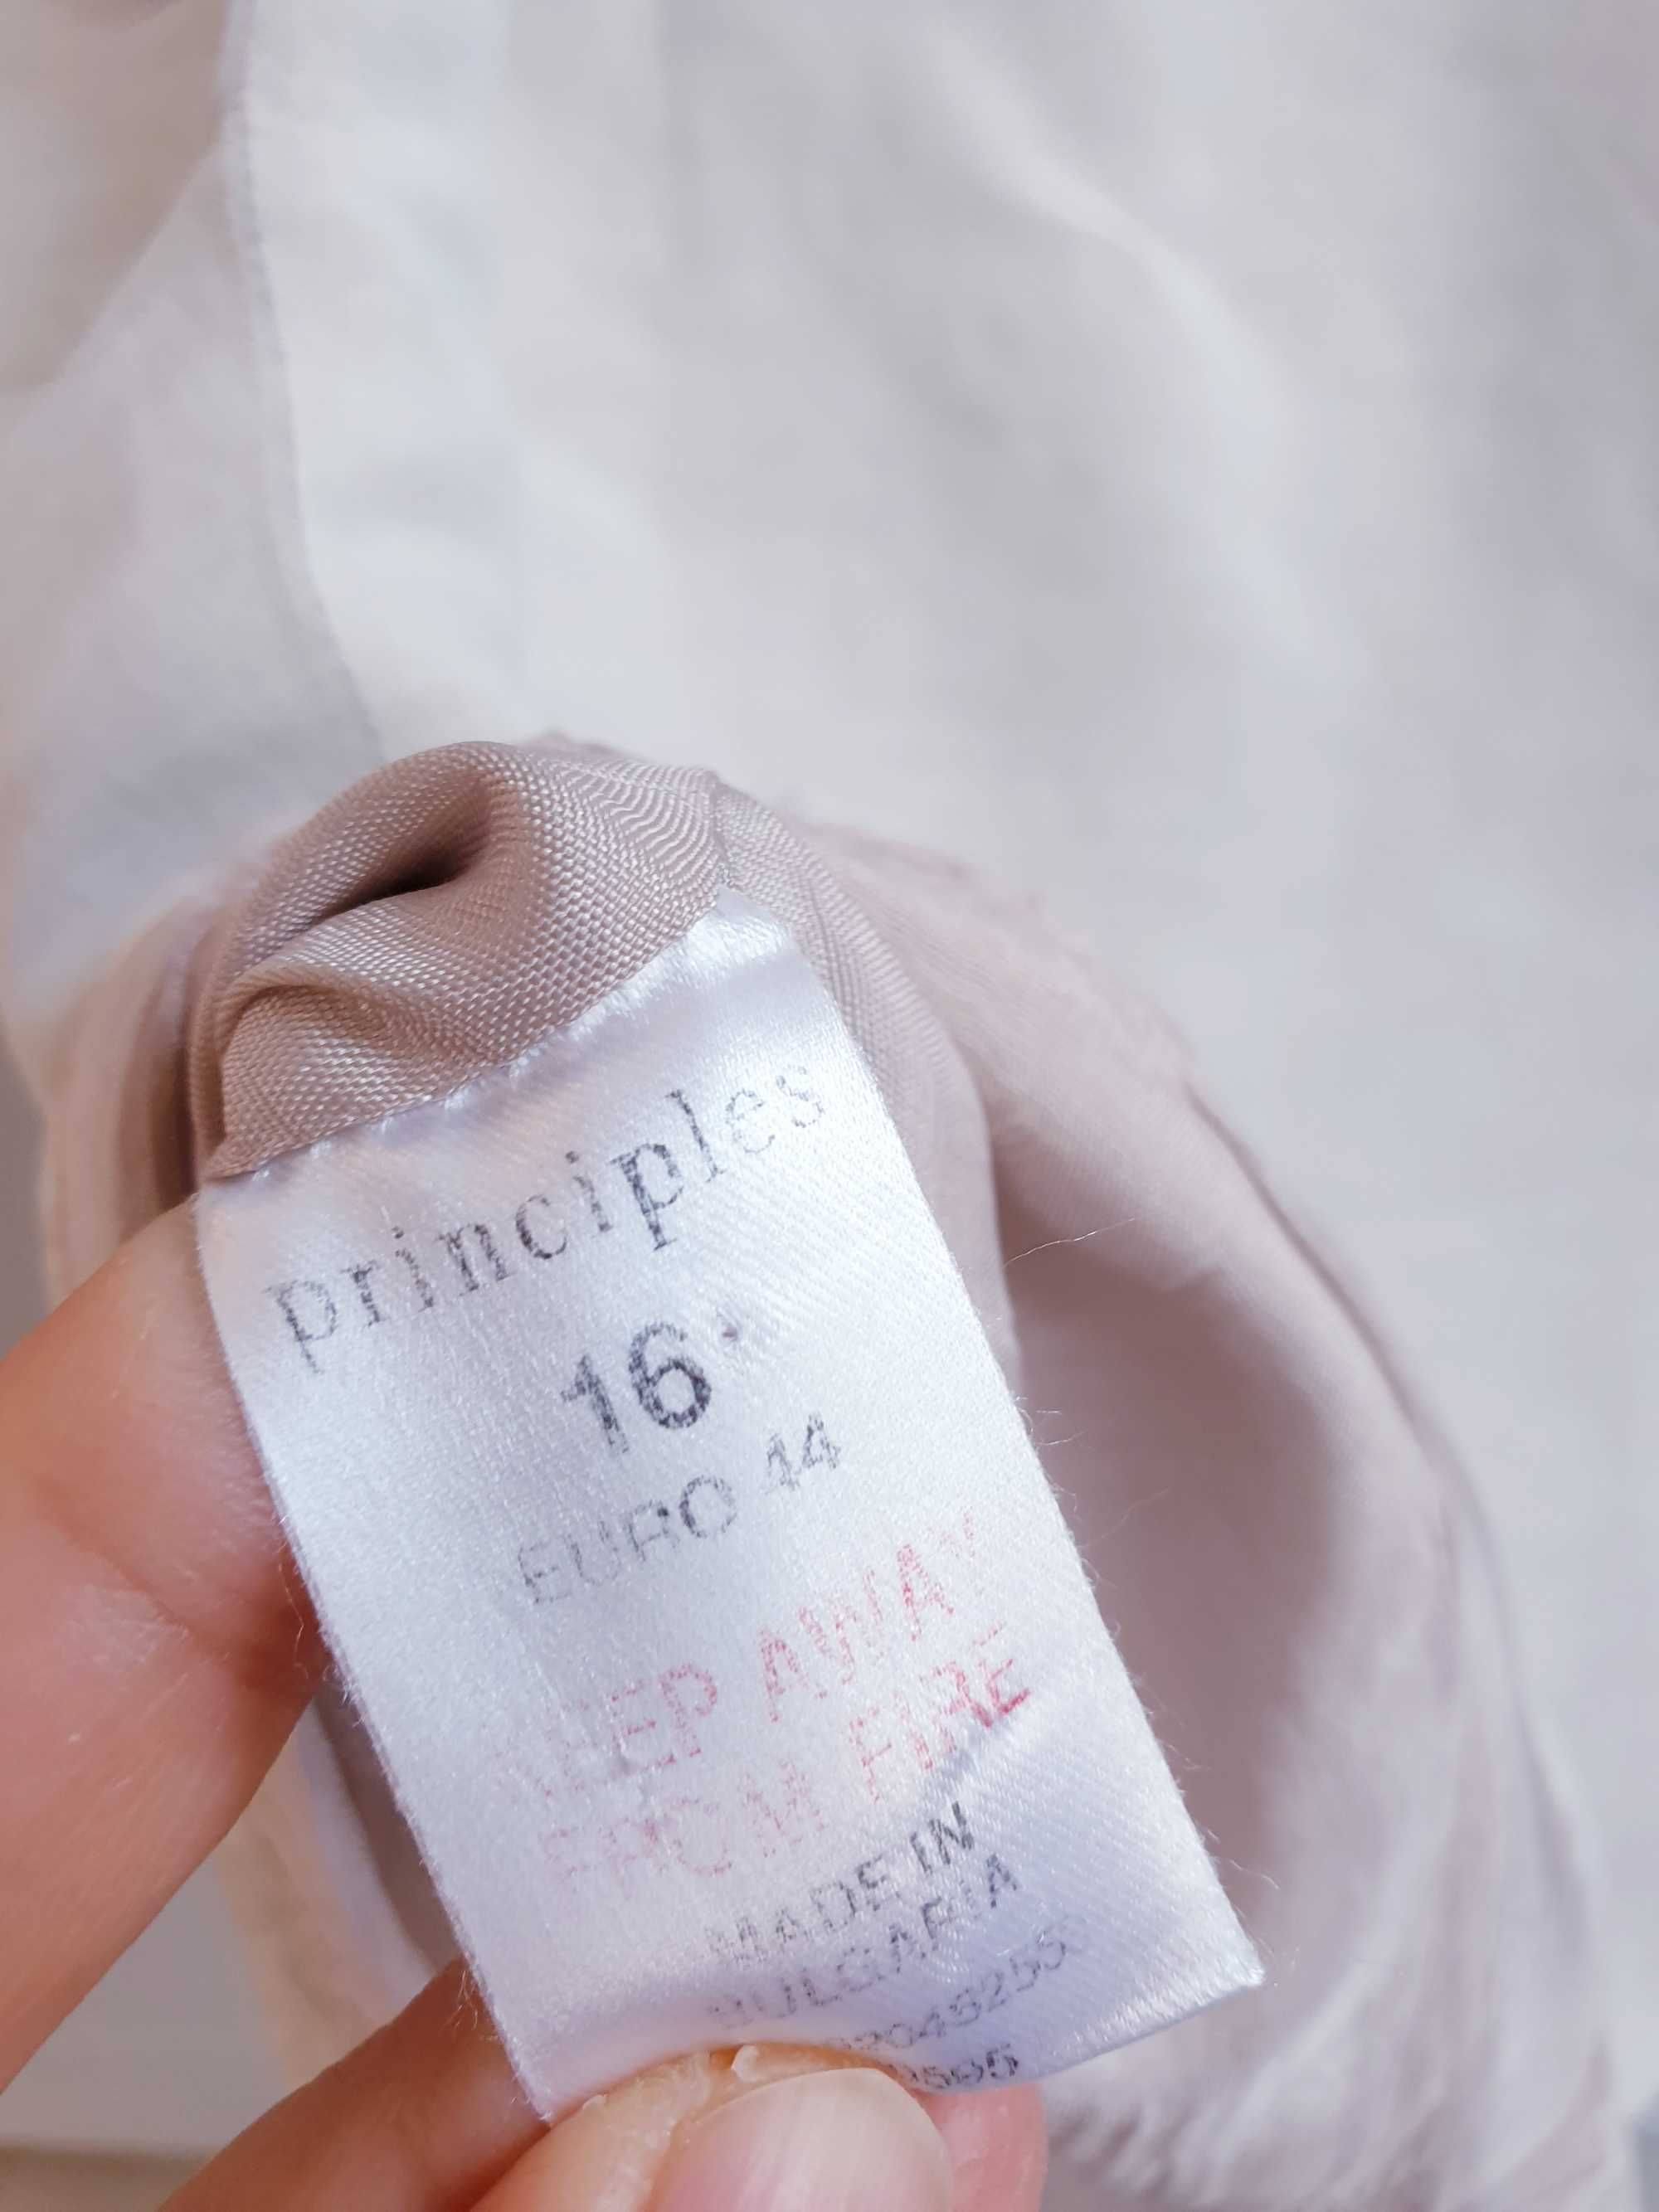 principles
16
EURO 44
KEEP AWAY
FROM FIRE
MADE IN
BULGARIA